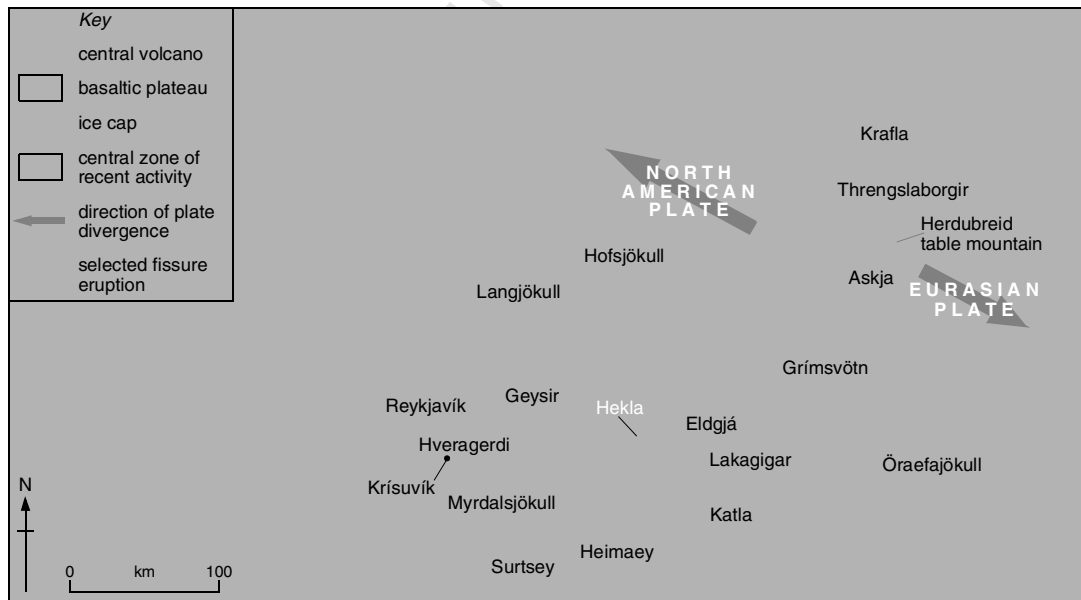 Key
central volcano
basaltic plateau
ice cap
central zone of
recent activity
direction of plate
divergence
selected fissure
eruption
Krafla
NORTH
AMERICAN
PLATE
Threngslaborgir
Herdubreid
table mountain
Hofsjökull
Askja
Langjökull
EURASIAN
PLATE
Grímsvötn
Geysir
Reykjavík
Hekla
Eldgjá
Hveragerdi
Lakagigar
Öraefajökull
Krísuvík
Myrdalsjökull
Katla
Heimaey
Surtsey
N
0 km 100